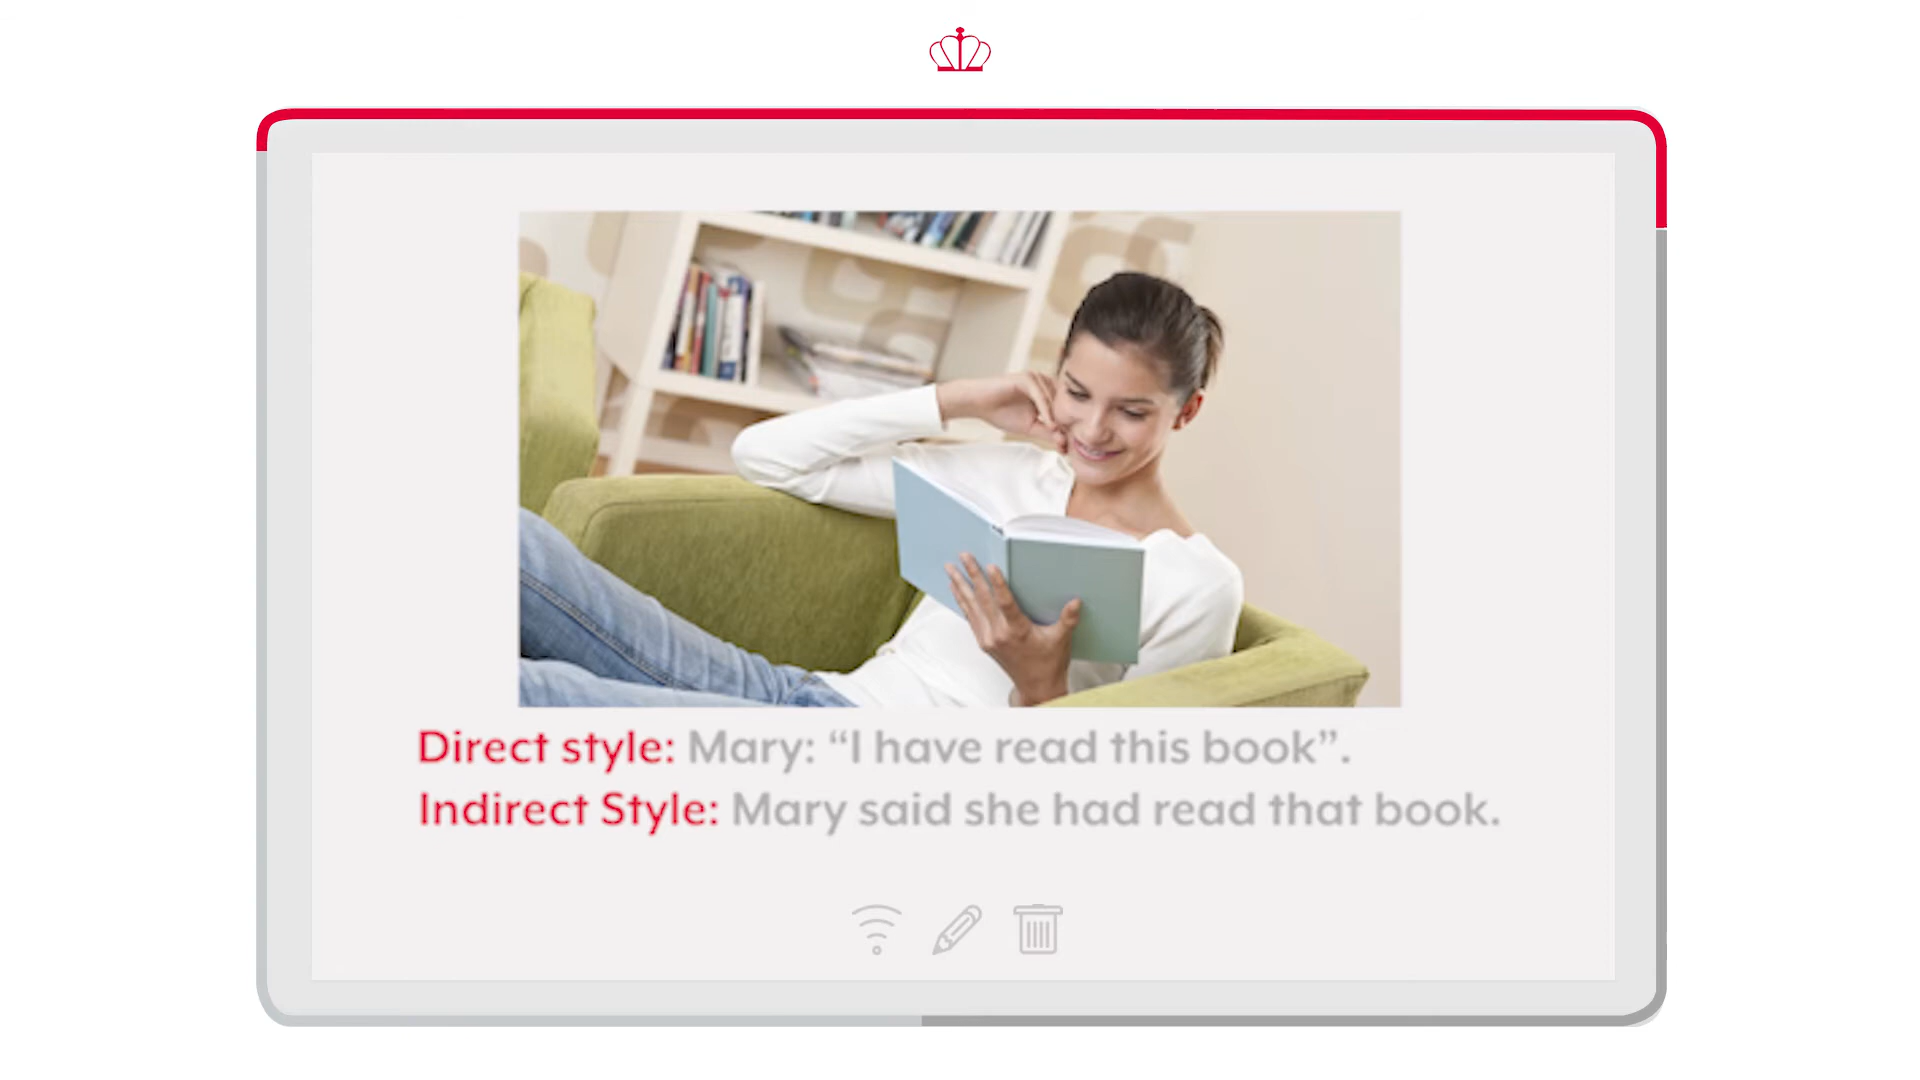 Direct style: Mary: “I have read this book”.
Indirect Style: Mary said she had read that book.